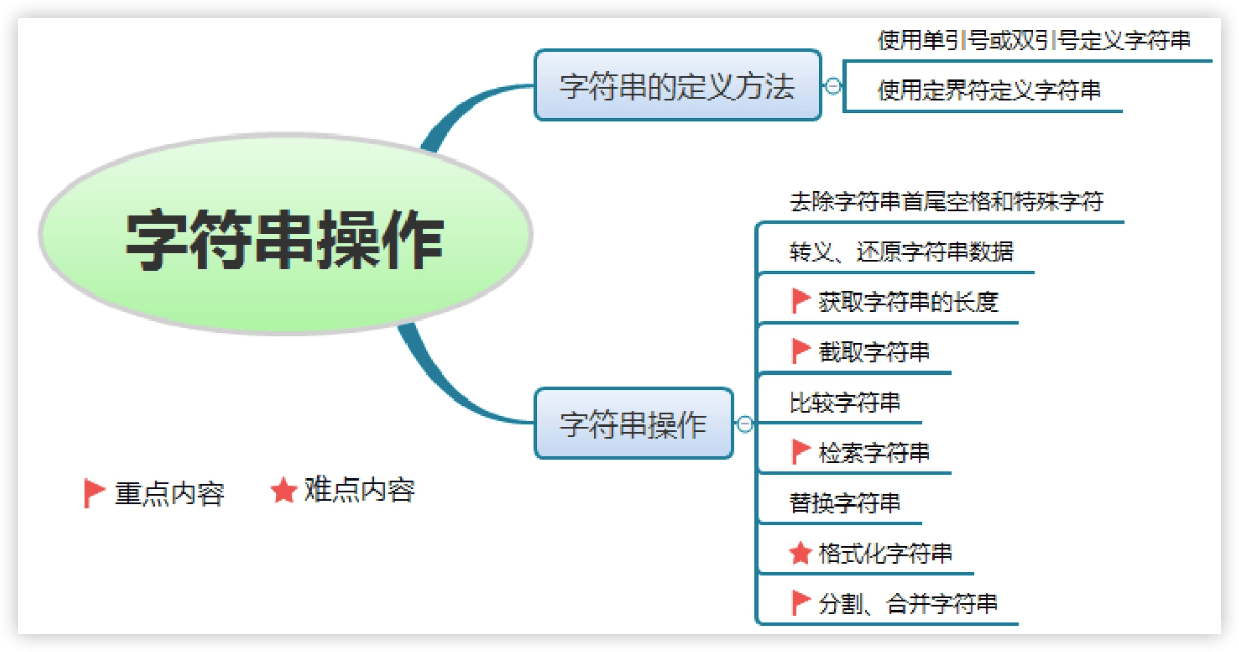 使用单引号或双引号定义字符串
字符串的定义方法
使用定界符定义字符串
字符串操作
去除字符串首尾空格和特殊字符
转义、还原字符串数据
获取字符串的长度
截取字符串
比较字符串
字符串操作
检索字符串
重点内容
难点内容
替换字符串
格式化字符串
分割、合并字符串